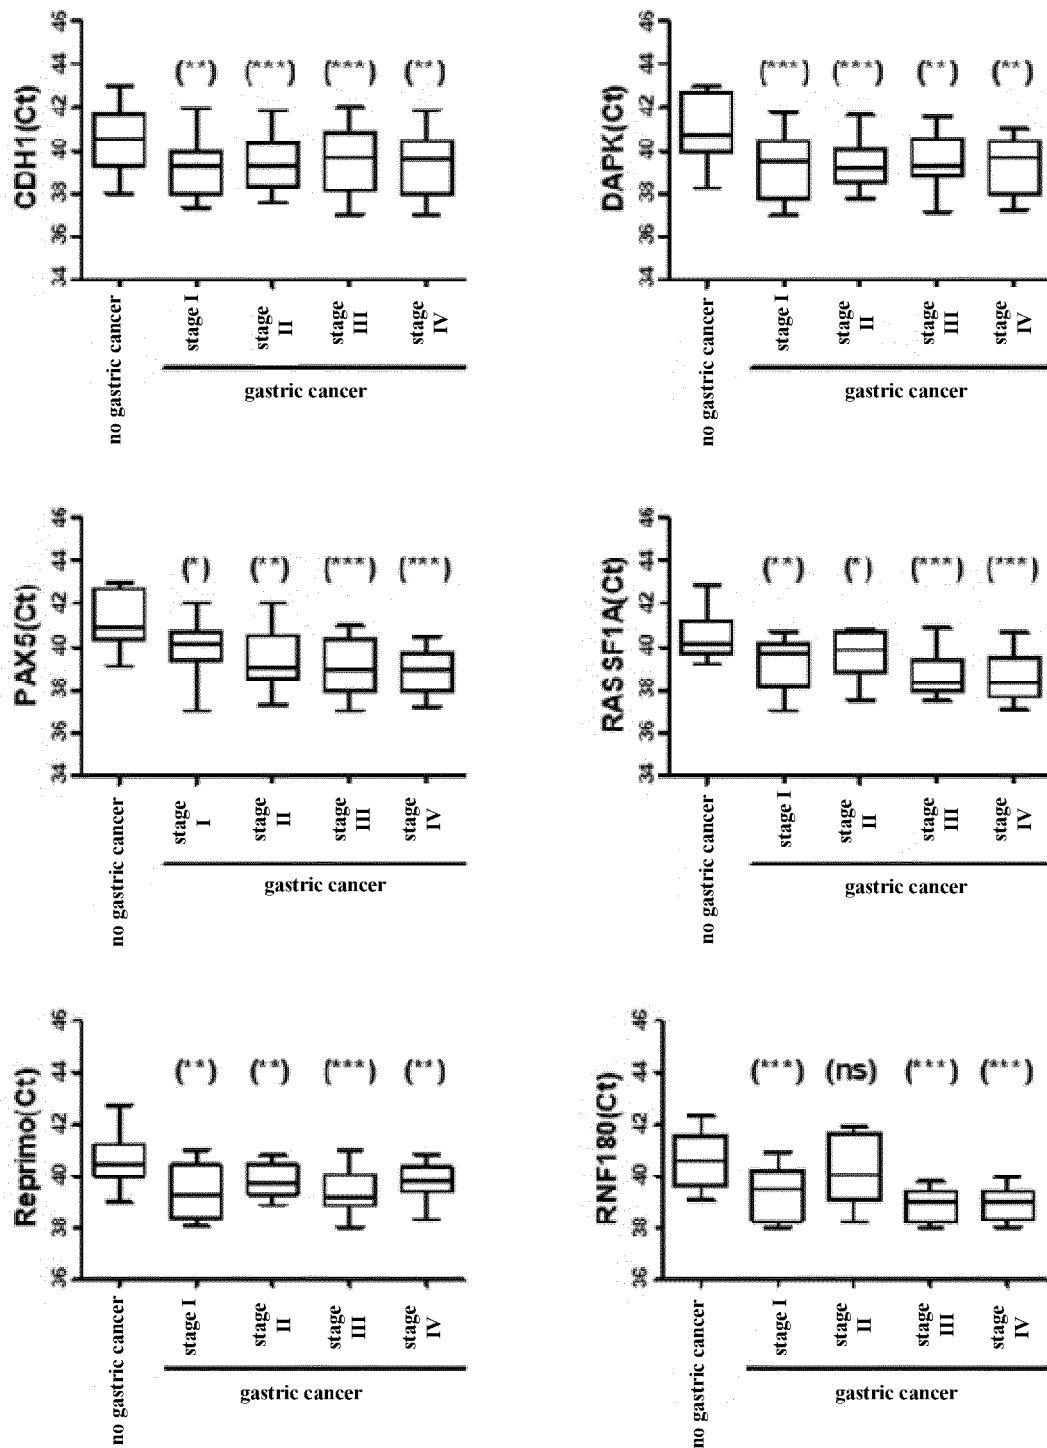 CDH1(Ct)
46
44
42
40
38
36
34
(**) (***) (***) (**)
no gastric cancer
stage I
stage
II
stage
III
stage
IV
gastric cancer
DAPK(Ct)
46
44
42
40
38
36
34
(***) (***) (**) (**)
no gastric cancer
stage I
stage
II
stage
III
stage
IV
gastric cancer
PAX5(Ct)
46
44
42
40
38
36
34
(*) (**) (***) (***)
no gastric cancer
stage
I
stage
II
stage
III
stage
IV
gastric cancer
RASSF1A(Ct)
46
44
42
40
38
36
34
(**) (*) (***) (***)
no gastric cancer
stage I
stage
II
stage
III
stage
IV
gastric cancer
Reprimo(Ct)
46
44
42
40
38
36
(**) (**) (***) (**)
no gastric cancer
stage I
stage
II
stage
III
stage
IV
gastric cancer
RNF180(Ct)
46
44
42
40
38
36
(***) (ns) (***) (***)
no gastric cancer
stage I
stage
II
stage
III
stage
IV
gastric cancer